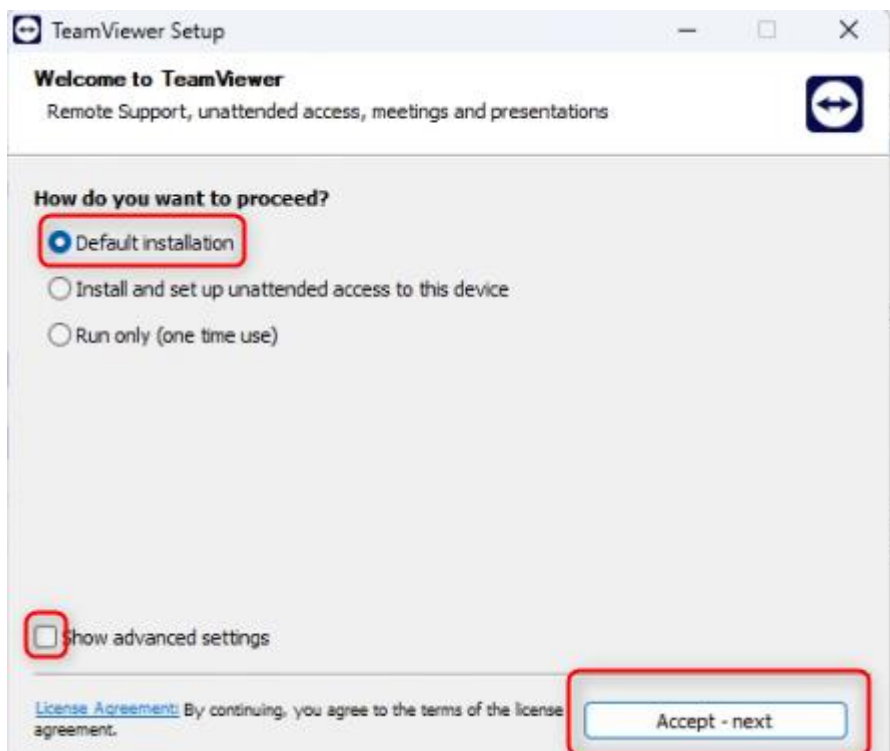 TeamViewer Setup
Welcome to TeamViewer
Remote Support, unattended access, meetings and presentations
How do you want to proceed?
Default installation
Install and set up unattended access to this device
Run only (one time use)
Show advanced settings
License Agreement: By continuing, you agree to the terms of the license
agreement.
Accept - next